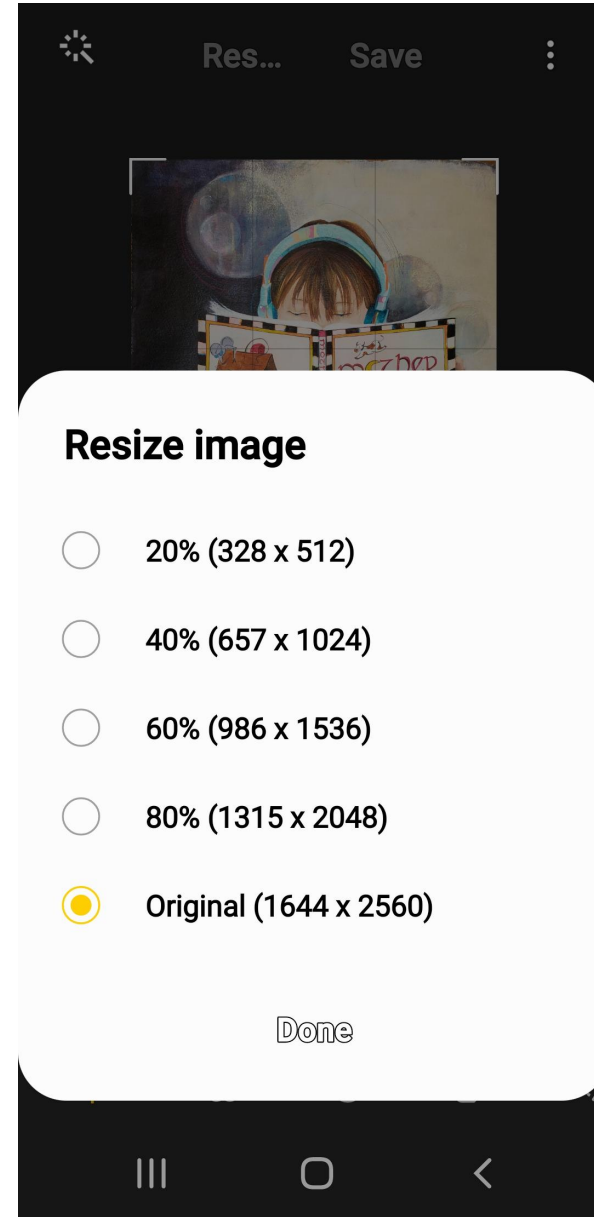 Res... Save
mother
Resize image
20% (328 x 512)
40% (657 x 1024)
60% (986 x 1536)
80% (1315 x 2048)
Original (1644 x 2560)
Done